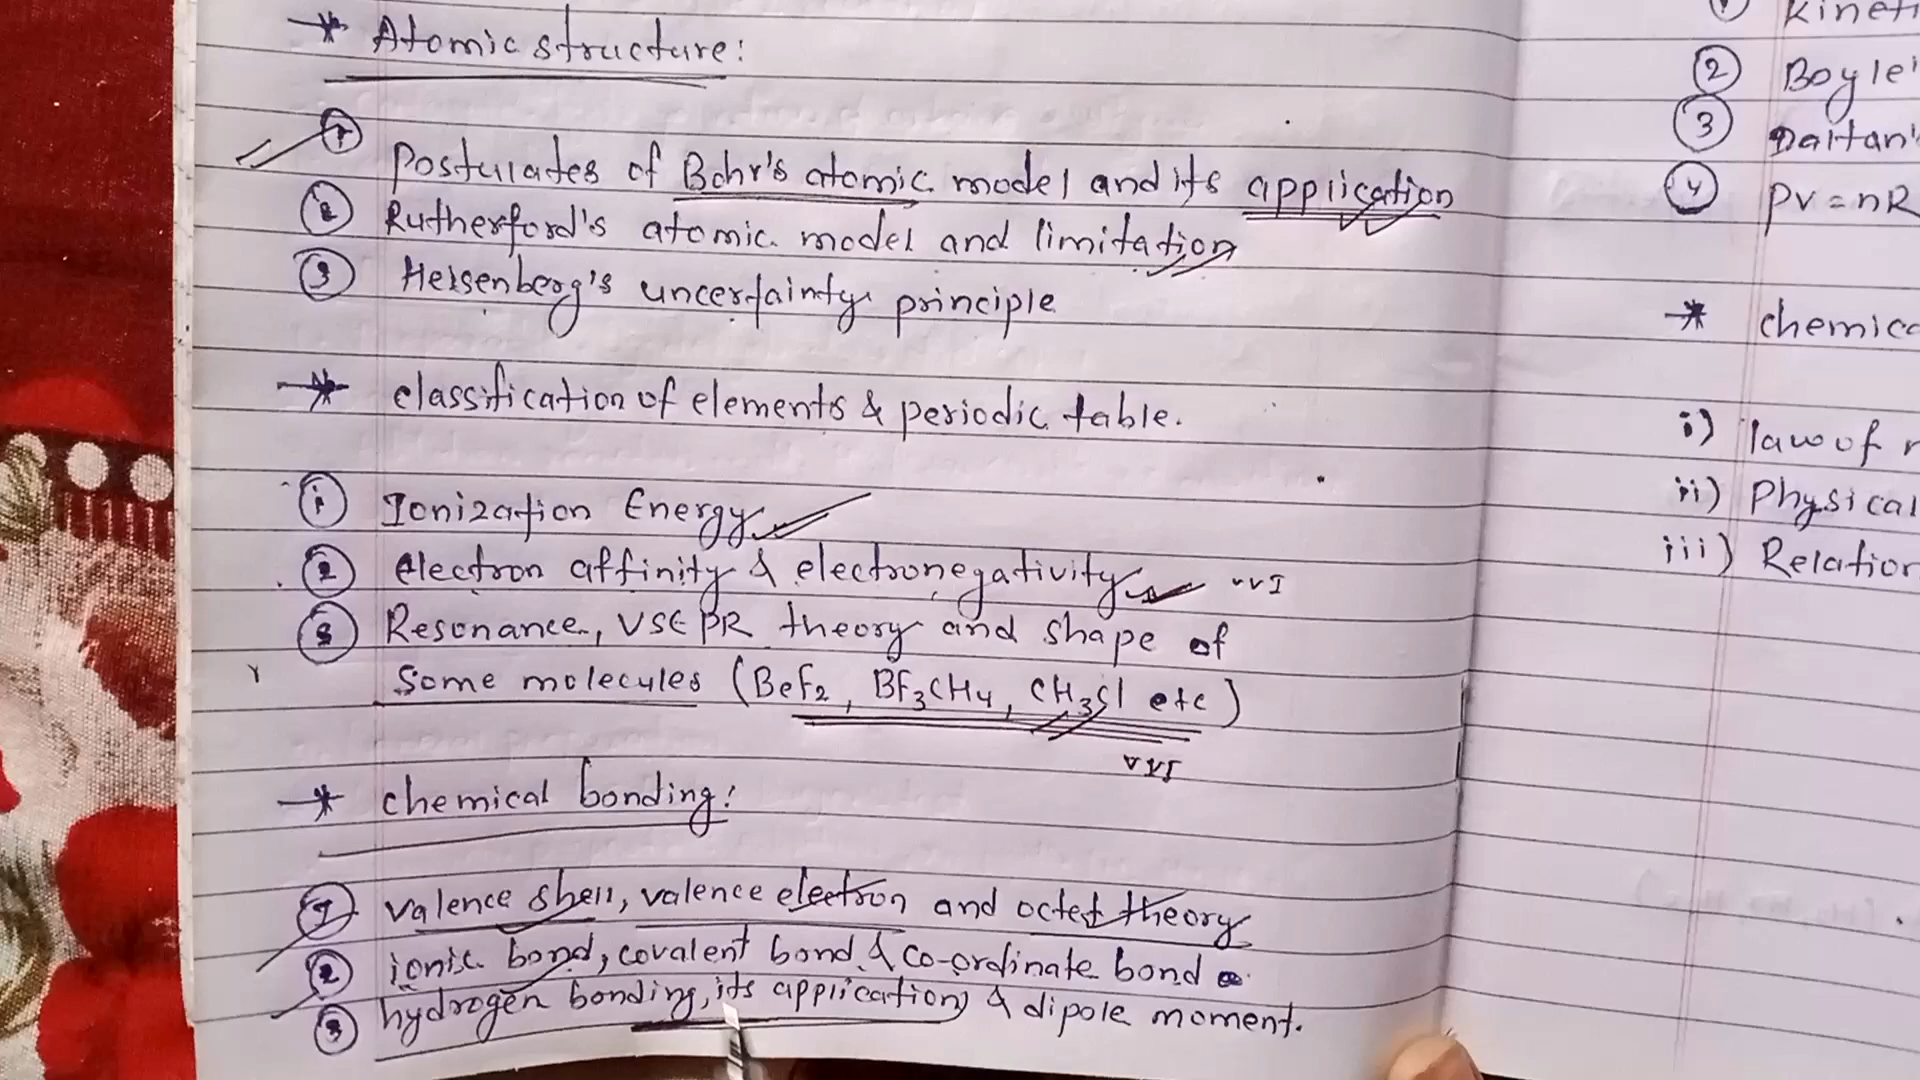 * Atomic structure:
① Postulates of Bohr's atomic model and its application
② Rutherford's atomic model and limitation
③ Heisenberg's uncertainty principle
* classification of elements & periodic table.
① Ionization Energy
② electron affinity & electronegativity vvI
③ Resonance, VSEPR theory and shape of
Some molecules (BeF2, BF3CH4, CH3Cl etc)
vvI
* chemical bonding:
① valence shell, valence electron and octet theory
② ionic bond, covalent bond & co-ordinate bond
③ hydrogen bonding, its application & dipole moment.
① Kineti
② Boyle'
③ Daltan'
④ PV = nR
* chemic
i) law of
ii) Physical
iii) Relation